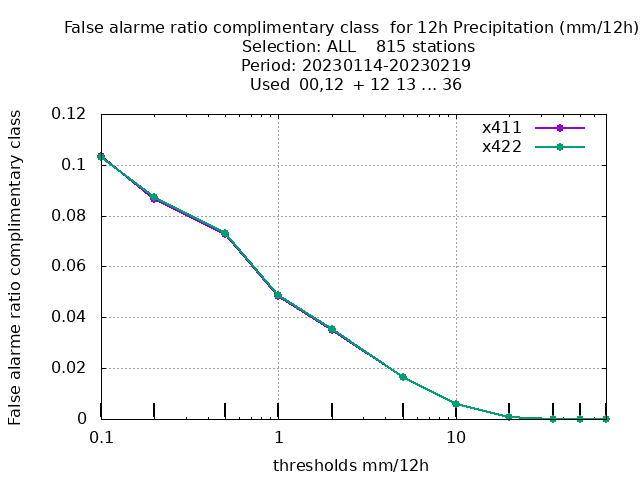 False alarme ratio complimentary class  for 12h Precipitation (mm/12h)
Selection: ALL    815 stations
Period: 20230114-20230219
Used  00,12  + 12 13 ... 36
False alarme ratio complimentary class
0.12
0.1
0.08
0.06
0.04
0.02
0
x411
x422
0.1
1
10
thresholds mm/12h